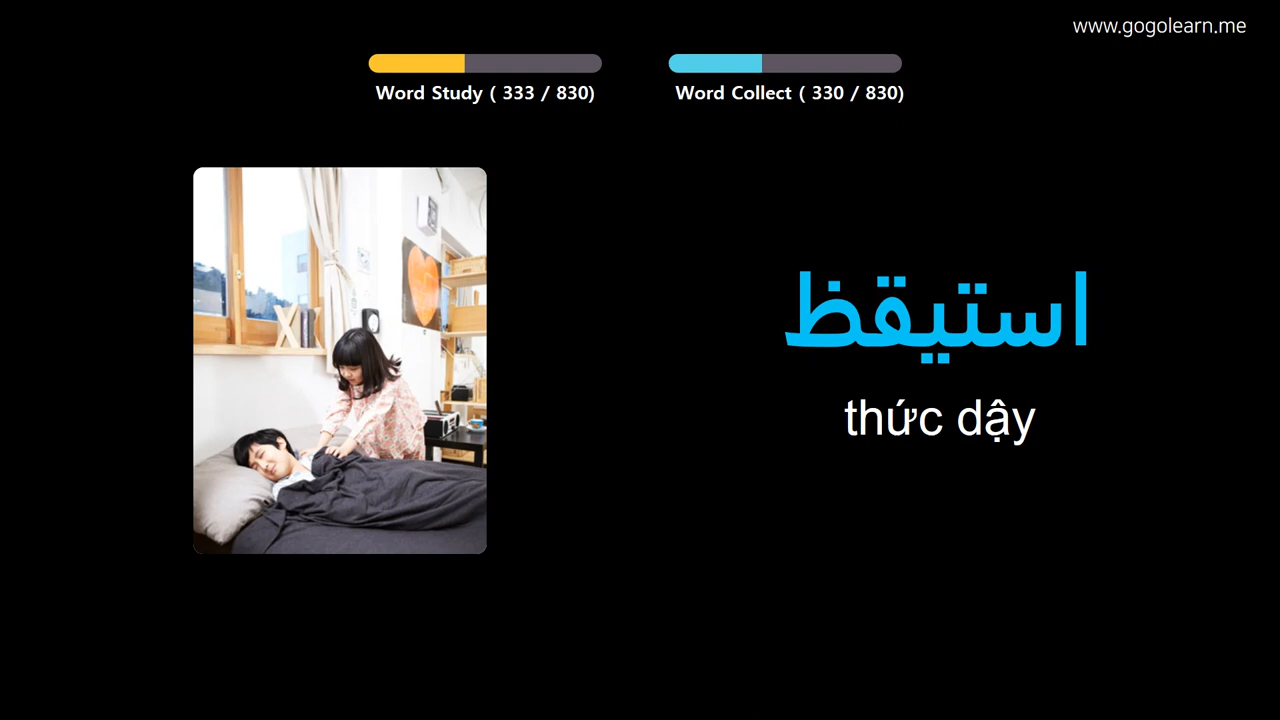 www.gogolearn.me
Word Study ( 333 / 830)
Word Collect ( 330 / 830)
استيقظ
thức dậy